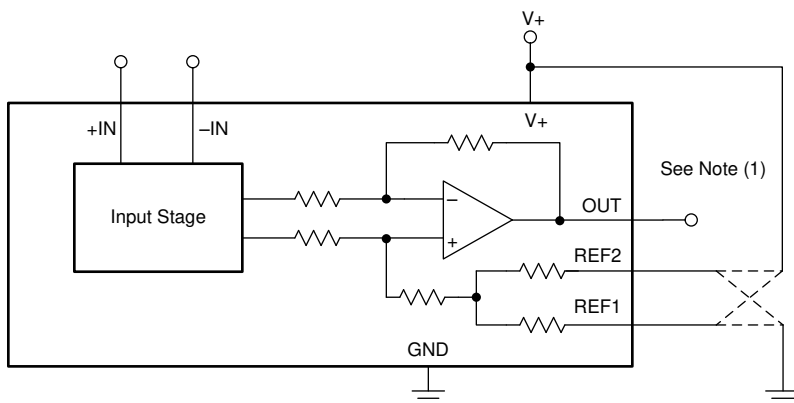 V+
+IN
–IN
V+
Input Stage
–
+
See Note (1)
OUT
REF2
REF1
GND